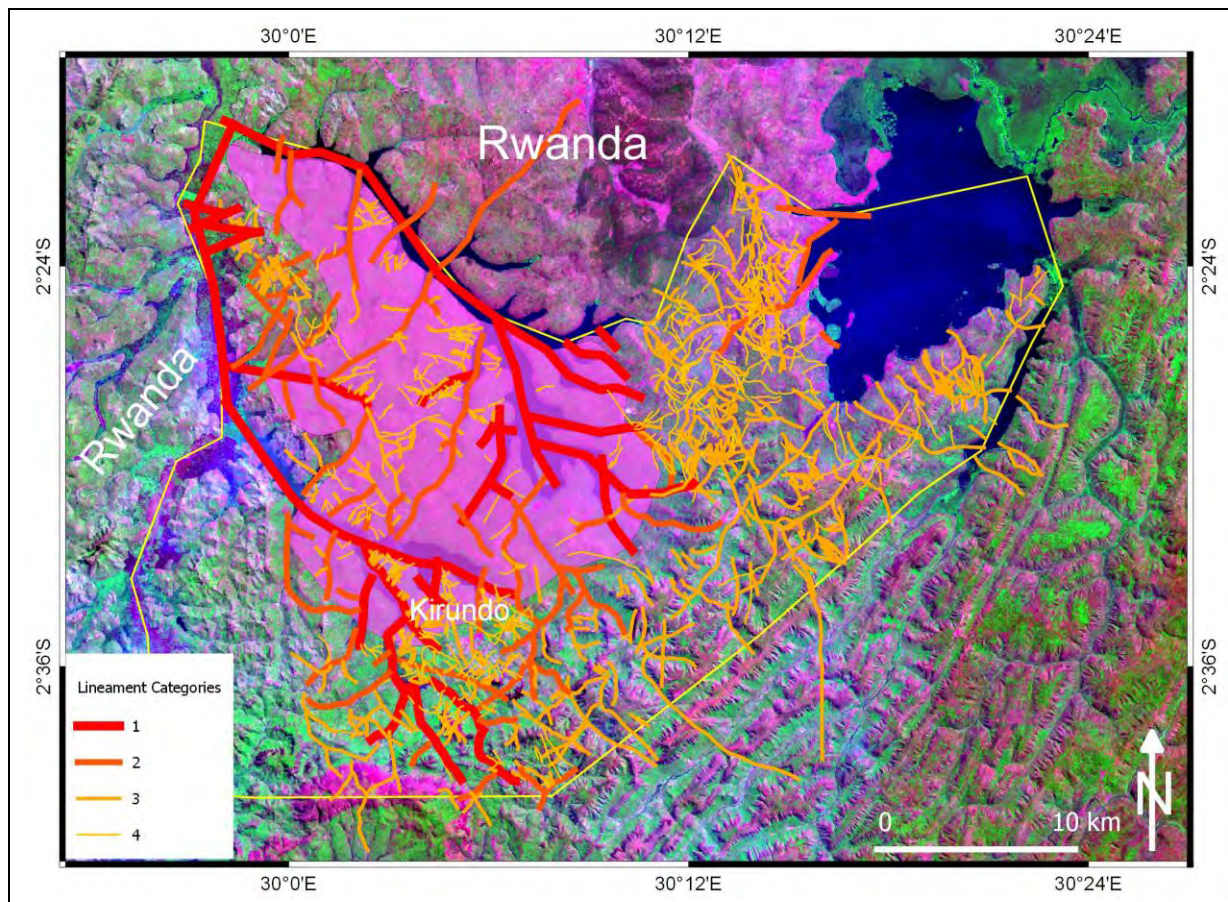 30°0'E 30°12'E 30°24'E
Rwanda
2°24'S 2°24'S
Rwanda
Kirundo
2°36'S 2°36'S
Lineament Categories
1
2
3
4
N
0 10 km
30°0'E 30°12'E 30°24'E